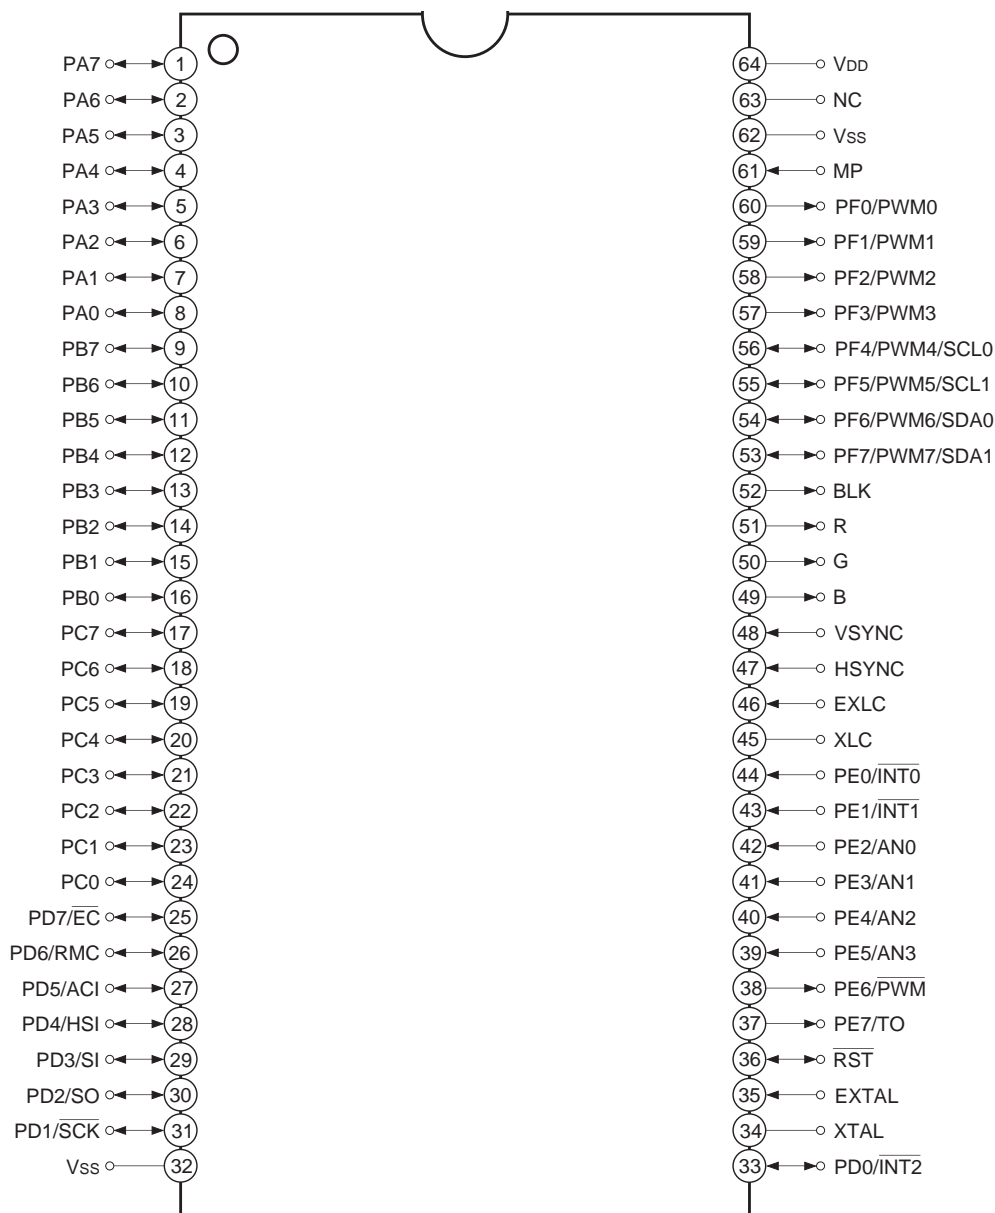 PA7 1 64 VDD
PA6 2 63 NC
PA5 3 62 Vss
PA4 4 61 MP
PA3 5 60 PF0/PWM0
PA2 6 59 PF1/PWM1
PA1 7 58 PF2/PWM2
PA0 8 57 PF3/PWM3
PB7 9 56 PF4/PWM4/SCL0
PB6 10 55 PF5/PWM5/SCL1
PB5 11 54 PF6/PWM6/SDA0
PB4 12 53 PF7/PWM7/SDA1
PB3 13 52 BLK
PB2 14 51 R
PB1 15 50 G
PB0 16 49 B
PC7 17 48 VSYNC
PC6 18 47 HSYNC
PC5 19 46 EXLC
PC4 20 45 XLC
PC3 21 44 PE0/I̅N̅T̅0̅
PC2 22 43 PE1/I̅N̅T̅1̅
PC1 23 42 PE2/AN0
PC0 24 41 PE3/AN1
PD7/E̅C̅ 25 40 PE4/AN2
PD6/RMC 26 39 PE5/AN3
PD5/ACI 27 38 PE6/P̅W̅M̅
PD4/HSI 28 37 PE7/TO
PD3/SI 29 36 R̅S̅T̅
PD2/SO 30 35 EXTAL
PD1/S̅C̅K̅ 31 34 XTAL
Vss 32 33 PD0/I̅N̅T̅2̅